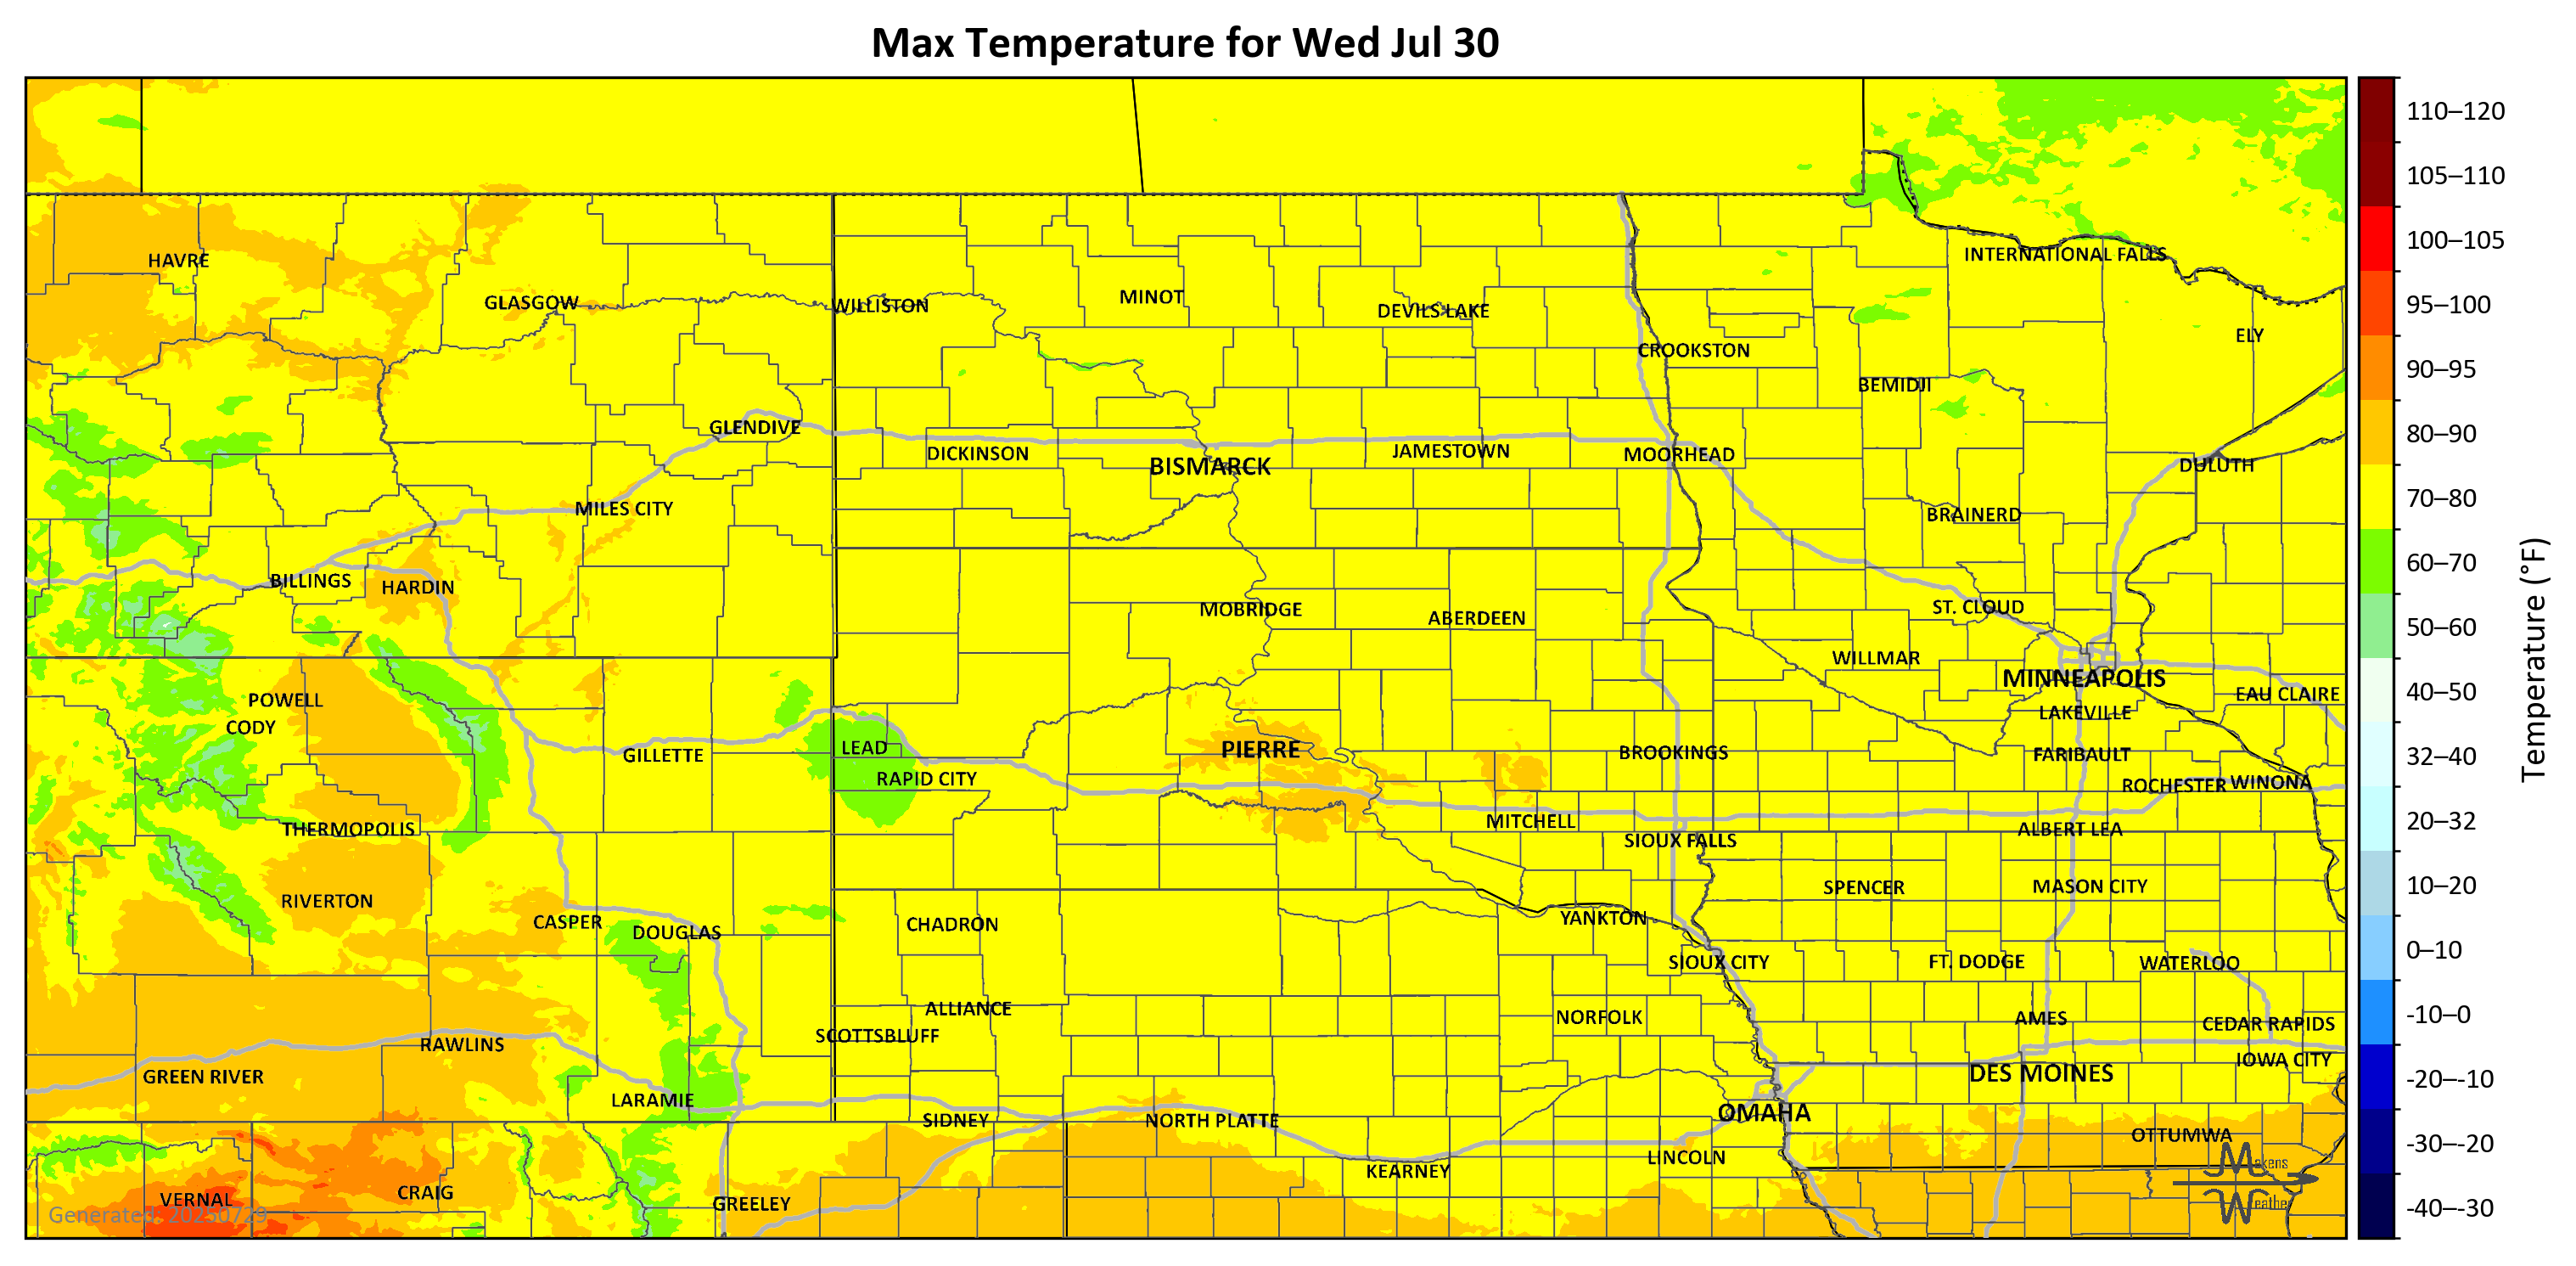 Max Temperature for Wed Jul 30
110–120
105–110
100–105
95–100
90–95
80–90
70–80
60–70
50–60
40–50
32–40
20–32
10–20
0–10
-10–0
-20–-10
-30–-20
-40–-30
Temperature (°F)
HAVRE
INTERNATIONAL FALLS
GLASGOW
WILLISTON
MINOT
DEVILS LAKE
ELY
CROOKSTON
BEMIDJI
GLENDIVE
DICKINSON
BISMARCK
JAMESTOWN
MOORHEAD
DULUTH
MILES CITY
BRAINERD
BILLINGS
HARDIN
MOBRIDGE
ABERDEEN
ST. CLOUD
WILLMAR
MINNEAPOLIS
POWELL
EAU CLAIRE
CODY
LAKEVILLE
GILLETTE
LEAD
PIERRE
BROOKINGS
FARIBAULT
RAPID CITY
ROCHESTER
WINONA
THERMOPOLIS
MITCHELL
ALBERT LEA
SIOUX FALLS
RIVERTON
SPENCER
MASON CITY
CASPER
DOUGLAS
CHADRON
YANKTON
SIOUX CITY
FT. DODGE
WATERLOO
ALLIANCE
NORFOLK
AMES
CEDAR RAPIDS
SCOTTSBLUFF
RAWLINS
IOWA CITY
GREEN RIVER
DES MOINES
LARAMIE
SIDNEY
NORTH PLATTE
OMAHA
OTTUMWA
KEARNEY
LINCOLN
VERNAL
CRAIG
GREELEY
Generated: 20250729
Makens
Weather